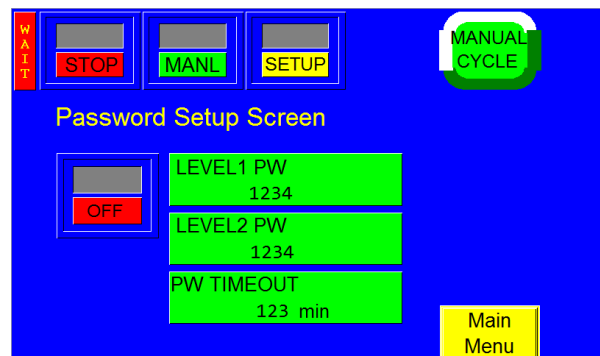 WAIT
STOP
MANL
SETUP
MANUAL
CYCLE
Password Setup Screen
OFF
LEVEL1 PW
1234
LEVEL2 PW
1234
PW TIMEOUT
123 min
Main
Menu